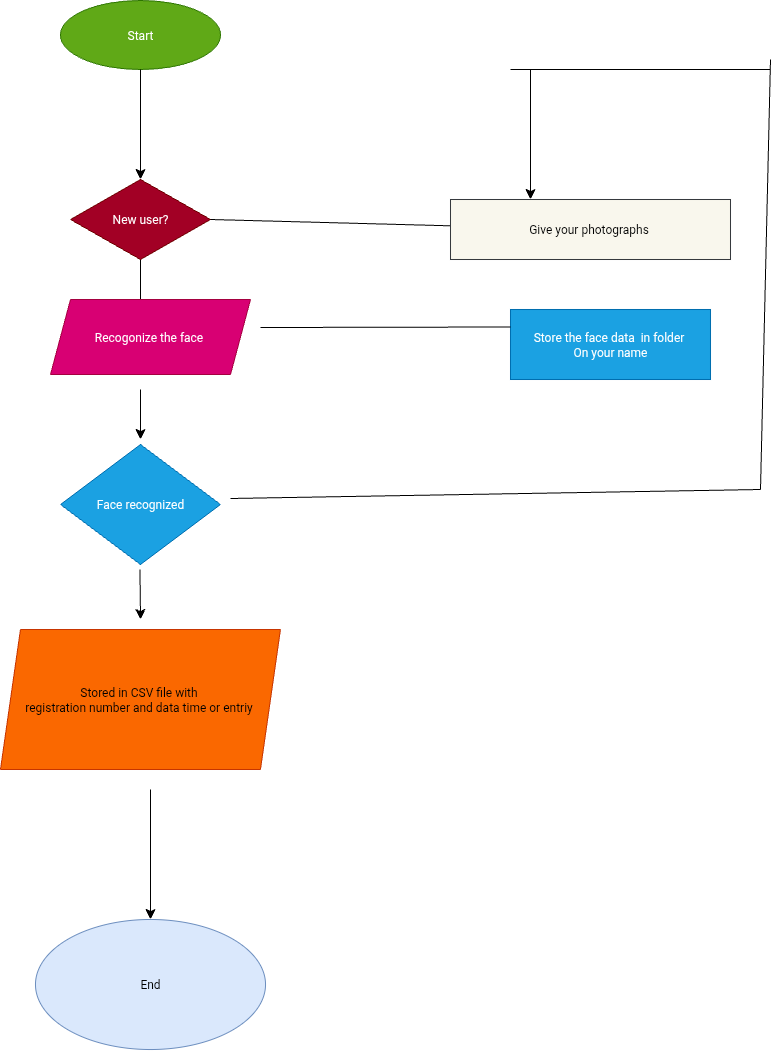 Start
New user?
Give your photographs
Recogonize the face
Store the face data in folder
On your name
Face recognized
Stored in CSV file with
registration number and data time or entriy
End